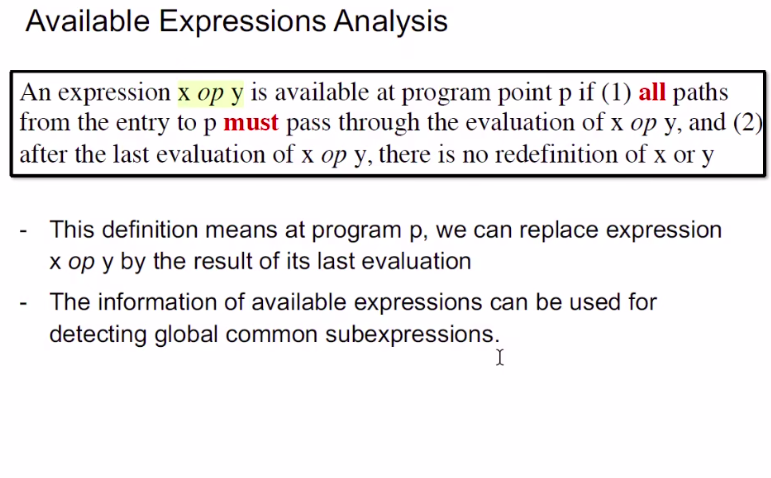 Available Expressions Analysis
An expression x op y is available at program point p if (1) all paths
from the entry to p must pass through the evaluation of x op y, and (2)
after the last evaluation of x op y, there is no redefinition of x or y
- This definition means at program p, we can replace expression
x op y by the result of its last evaluation
- The information of available expressions can be used for
detecting global common subexpressions.